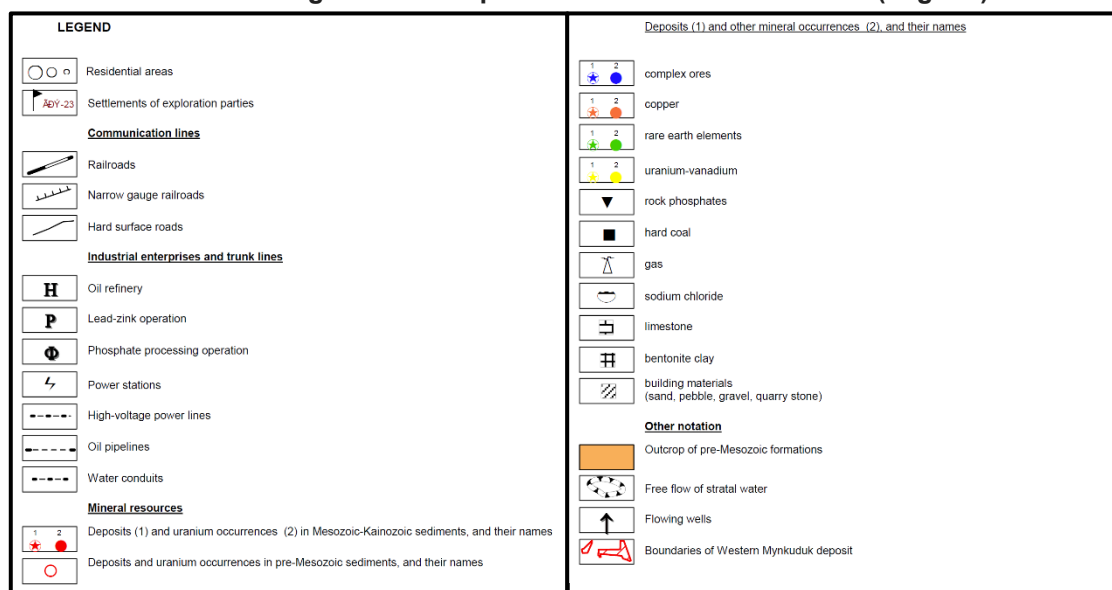 LEGEND
Residential areas
ÃÐÝ-23 Settlements of exploration parties
Communication lines
Railroads
Narrow gauge railroads
Hard surface roads
Industrial enterprises and trunk lines
H Oil refinery
P Lead-zink operation
Ф Phosphate processing operation
Power stations
High-voltage power lines
Oil pipelines
Water conduits
Mineral resources
1 2 Deposits (1) and uranium occurrences (2) in Mesozoic-Kainozoic sediments, and their names
Deposits and uranium occurrences in pre-Mesozoic sediments, and their names
Deposits (1) and other mineral occurrences (2), and their names
1 2 complex ores
1 2 copper
1 2 rare earth elements
1 2 uranium-vanadium
rock phosphates
hard coal
gas
sodium chloride
limestone
bentonite clay
building materials
(sand, pebble, gravel, quarry stone)
Other notation
Outcrop of pre-Mesozoic formations
Free flow of stratal water
Flowing wells
Boundaries of Western Mynkuduk deposit